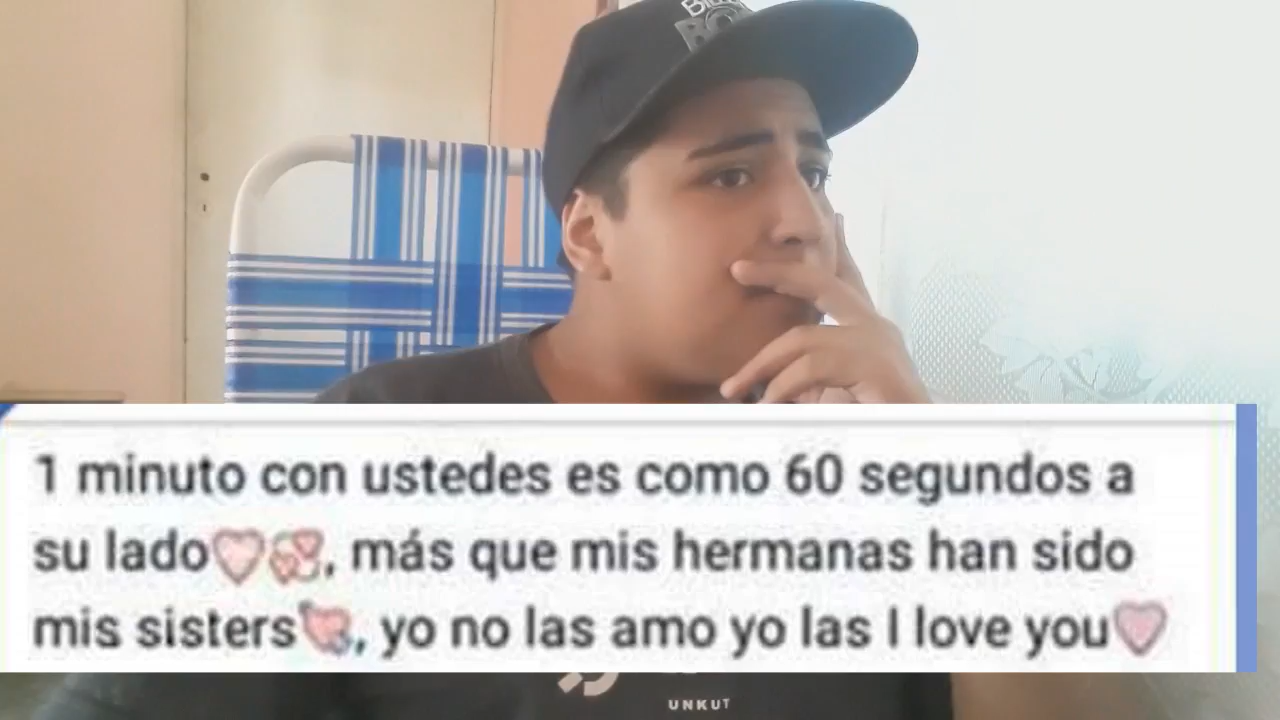 1 minuto con ustedes es como 60 segundos a
su lado🤍💞, más que mis hermanas han sido
mis sisters💘, yo no las amo yo las I love you🤍
UNKUT